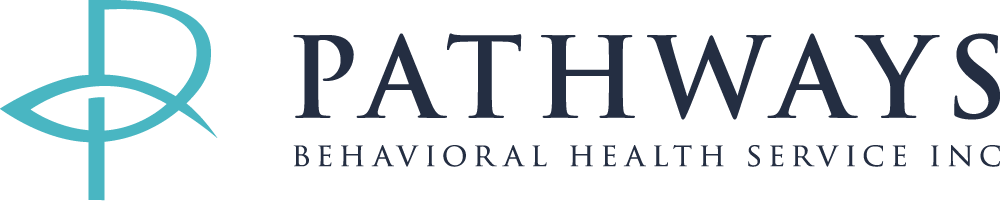 PATHWAYS
BEHAVIORAL HEALTH SERVICE INC